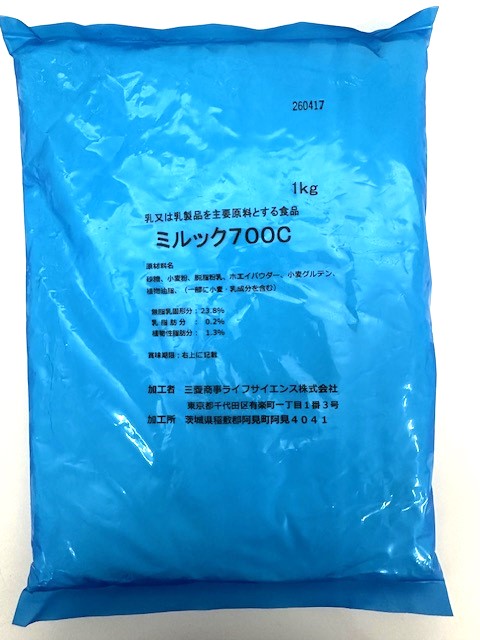 260417
1kg
乳又は乳製品を主要原料とする食品
ミルック700C
原材料名
砂糖、小麦粉、脱脂粉乳、ホエイパウダー、小麦グルテン、
植物油脂、（一部に小麦・乳成分を含む）
無脂乳固形分：23.8%
乳脂肪分：0.2%
植物性脂肪分：1.3%
賞味期限：右上に記載
加工者 三菱商事ライフサイエンス株式会社
東京都千代田区有楽町一丁目１番３号
加工所 茨城県稲敷郡阿見町阿見４０４１